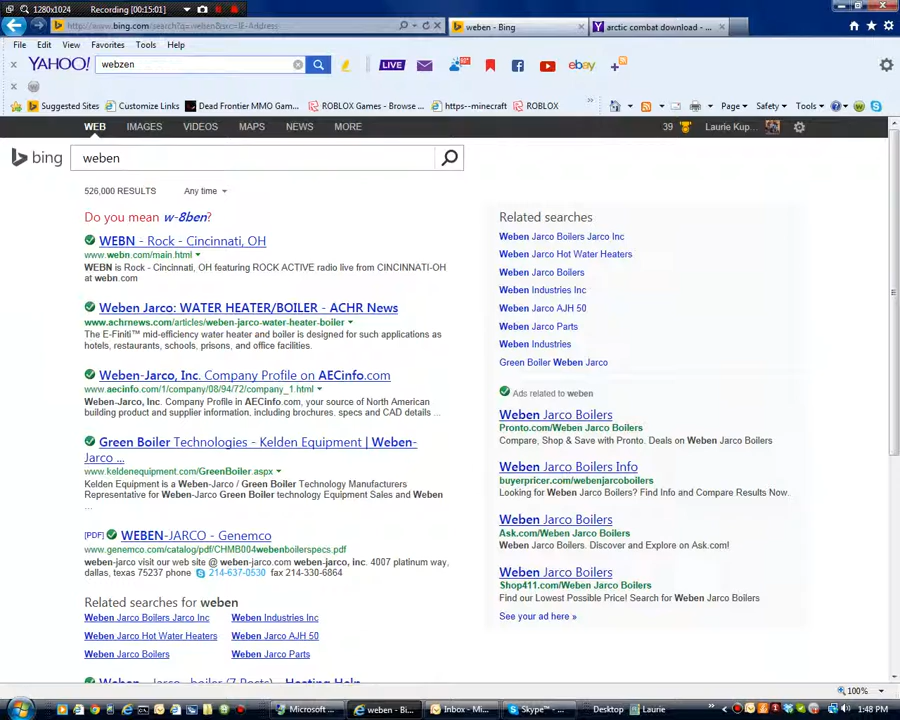 1280x1024 Recording [00:15:01]
http://www.bing.com/search?q=weben&src=IE-Address
weben - Bing
arctic combat download - ...
File Edit View Favorites Tools Help
YAHOO! webzen
LIVE
ebay
Suggested Sites Customize Links Dead Frontier MMO Gam... ROBLOX Games - Browse ... https--minecraft ROBLOX
Page Safety Tools
WEB IMAGES VIDEOS MAPS NEWS MORE
39 Laurie Kup...
bing weben
526,000 RESULTS Any time
Do you mean w-8ben?
WEBN - Rock - Cincinnati, OH
www.webn.com/main.html
WEBN is Rock - Cincinnati, OH featuring ROCK ACTIVE radio live from CINCINNATI-OH
at webn.com
Weben Jarco: WATER HEATER/BOILER - ACHR News
www.achrnews.com/articles/weben-jarco-water-heater-boiler
The E-Finiti™ mid-efficiency water heater and boiler is designed for such applications as
hotels, restaurants, schools, prisons, and office facilities.
Weben-Jarco, Inc. Company Profile on AECinfo.com
www.aecinfo.com/1/company/08/94/72/company_1.html
Weben-Jarco, Inc. Company Profile in AECinfo.com, your source of North American
building product and supplier information. including brochures. specs and CAD details ...
Green Boiler Technologies - Kelden Equipment | Weben-
Jarco ...
www.keldenequipment.com/GreenBoiler.aspx
Kelden Equipment is a Weben-Jarco / Green Boiler Technology Manufacturers
Representative for Weben-Jarco Green Boiler technology Equipment Sales and Weben
...
[PDF] WEBEN-JARCO - Genemco
www.genemco.com/catalog/pdf/CHMB004webenboilerspecs.pdf
weben-jarco visit our web site @ weben-jarco.com weben-jarco, inc. 4007 platinum way,
dallas, texas 75237 phone 214-637-0530 fax 214-330-6864
Related searches for weben
Weben Jarco Boilers Jarco Inc Weben Industries Inc
Weben Jarco Hot Water Heaters Weben Jarco AJH 50
Weben Jarco Boilers Weben Jarco Parts
Weben - Jarco - boiler (7 Posts) - Heating Help
Related searches
Weben Jarco Boilers Jarco Inc
Weben Jarco Hot Water Heaters
Weben Jarco Boilers
Weben Industries Inc
Weben Jarco AJH 50
Weben Jarco Parts
Weben Industries
Green Boiler Weben Jarco
Ads related to weben
Weben Jarco Boilers
Pronto.com/Weben Jarco Boilers
Compare, Shop & Save with Pronto. Deals on Weben Jarco Boilers
Weben Jarco Boilers Info
buyerpricer.com/webenjarcoboilers
Looking for Weben Jarco Boilers? Find Info and Compare Results Now.
Weben Jarco Boilers
Ask.com/Weben Jarco Boilers
Weben Jarco Boilers. Discover and Explore on Ask.com!
Weben Jarco Boilers
Shop411.com/Weben Jarco Boilers
Find our Lowest Possible Price! Search for Weben Jarco Boilers
See your ad here »
100%
Microsoft ... weben - Bi... Inbox - Mi... Skype™ - ... Desktop Laurie 1:48 PM